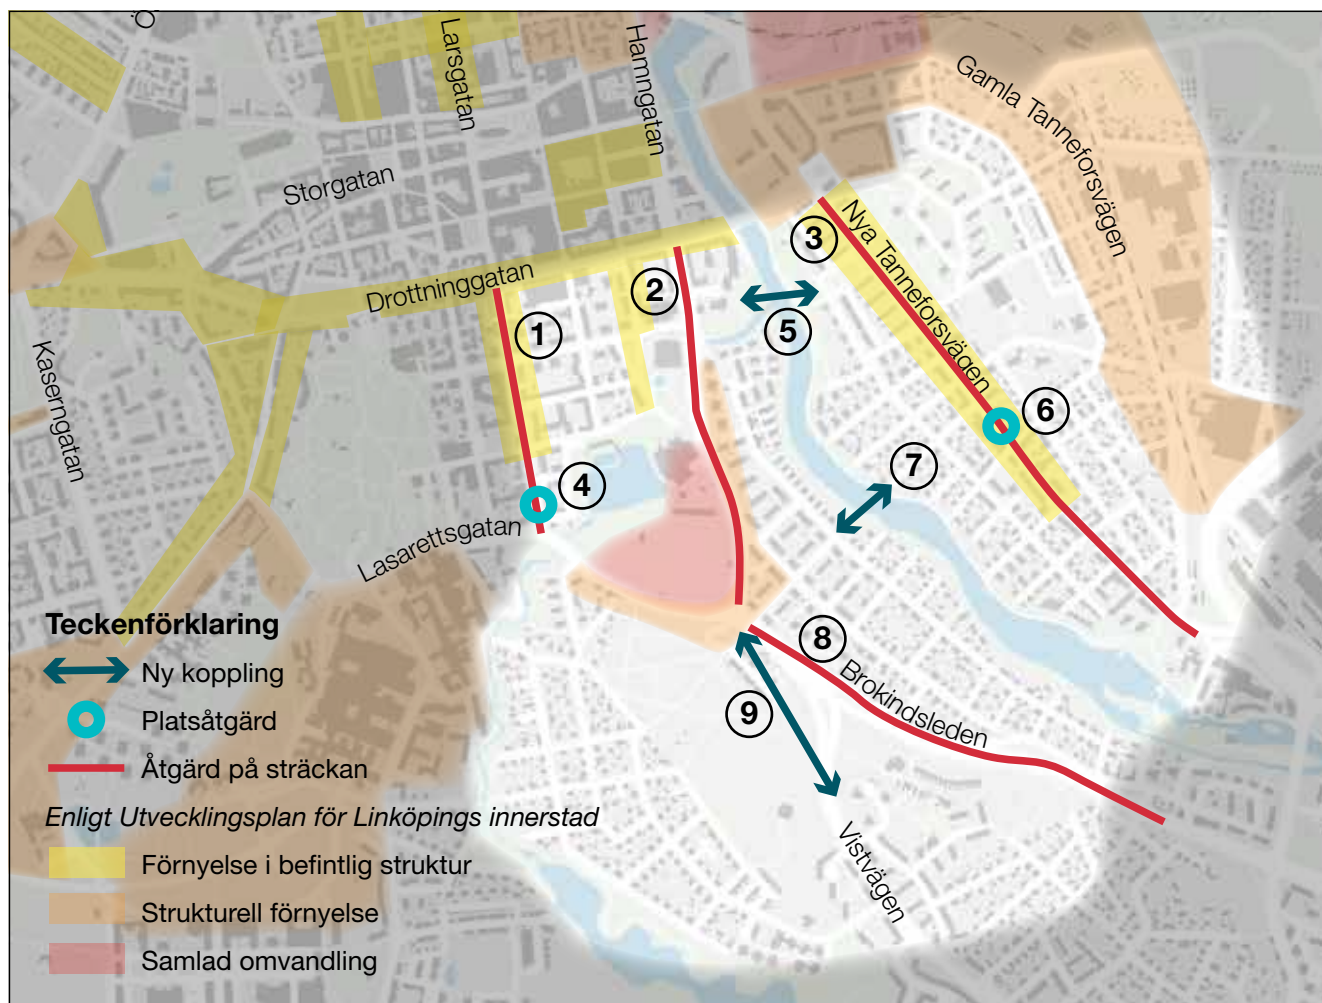 Ö
Larsgatan
Hamngatan
Gamla Tanneforsvägen
Storgatan
Nya Tanneforsvägen
Drottninggatan
Kaserngatan
1
2
3
4
5
6
7
8
9
Lasarettsgatan
Brokindsleden
Vistvägen
Teckenförklaring
Ny koppling
Platsåtgärd
Åtgärd på sträckan
Enligt Utvecklingsplan för Linköpings innerstad
Förnyelse i befintlig struktur
Strukturell förnyelse
Samlad omvandling